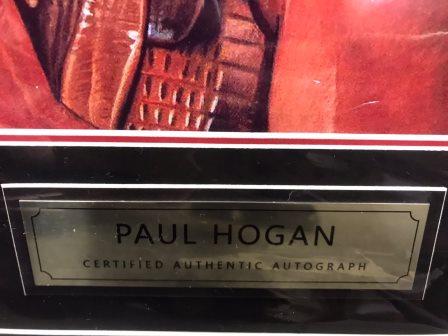 PAUL HOGAN
CERTIFIED AUTHENTIC AUTOGRAPH